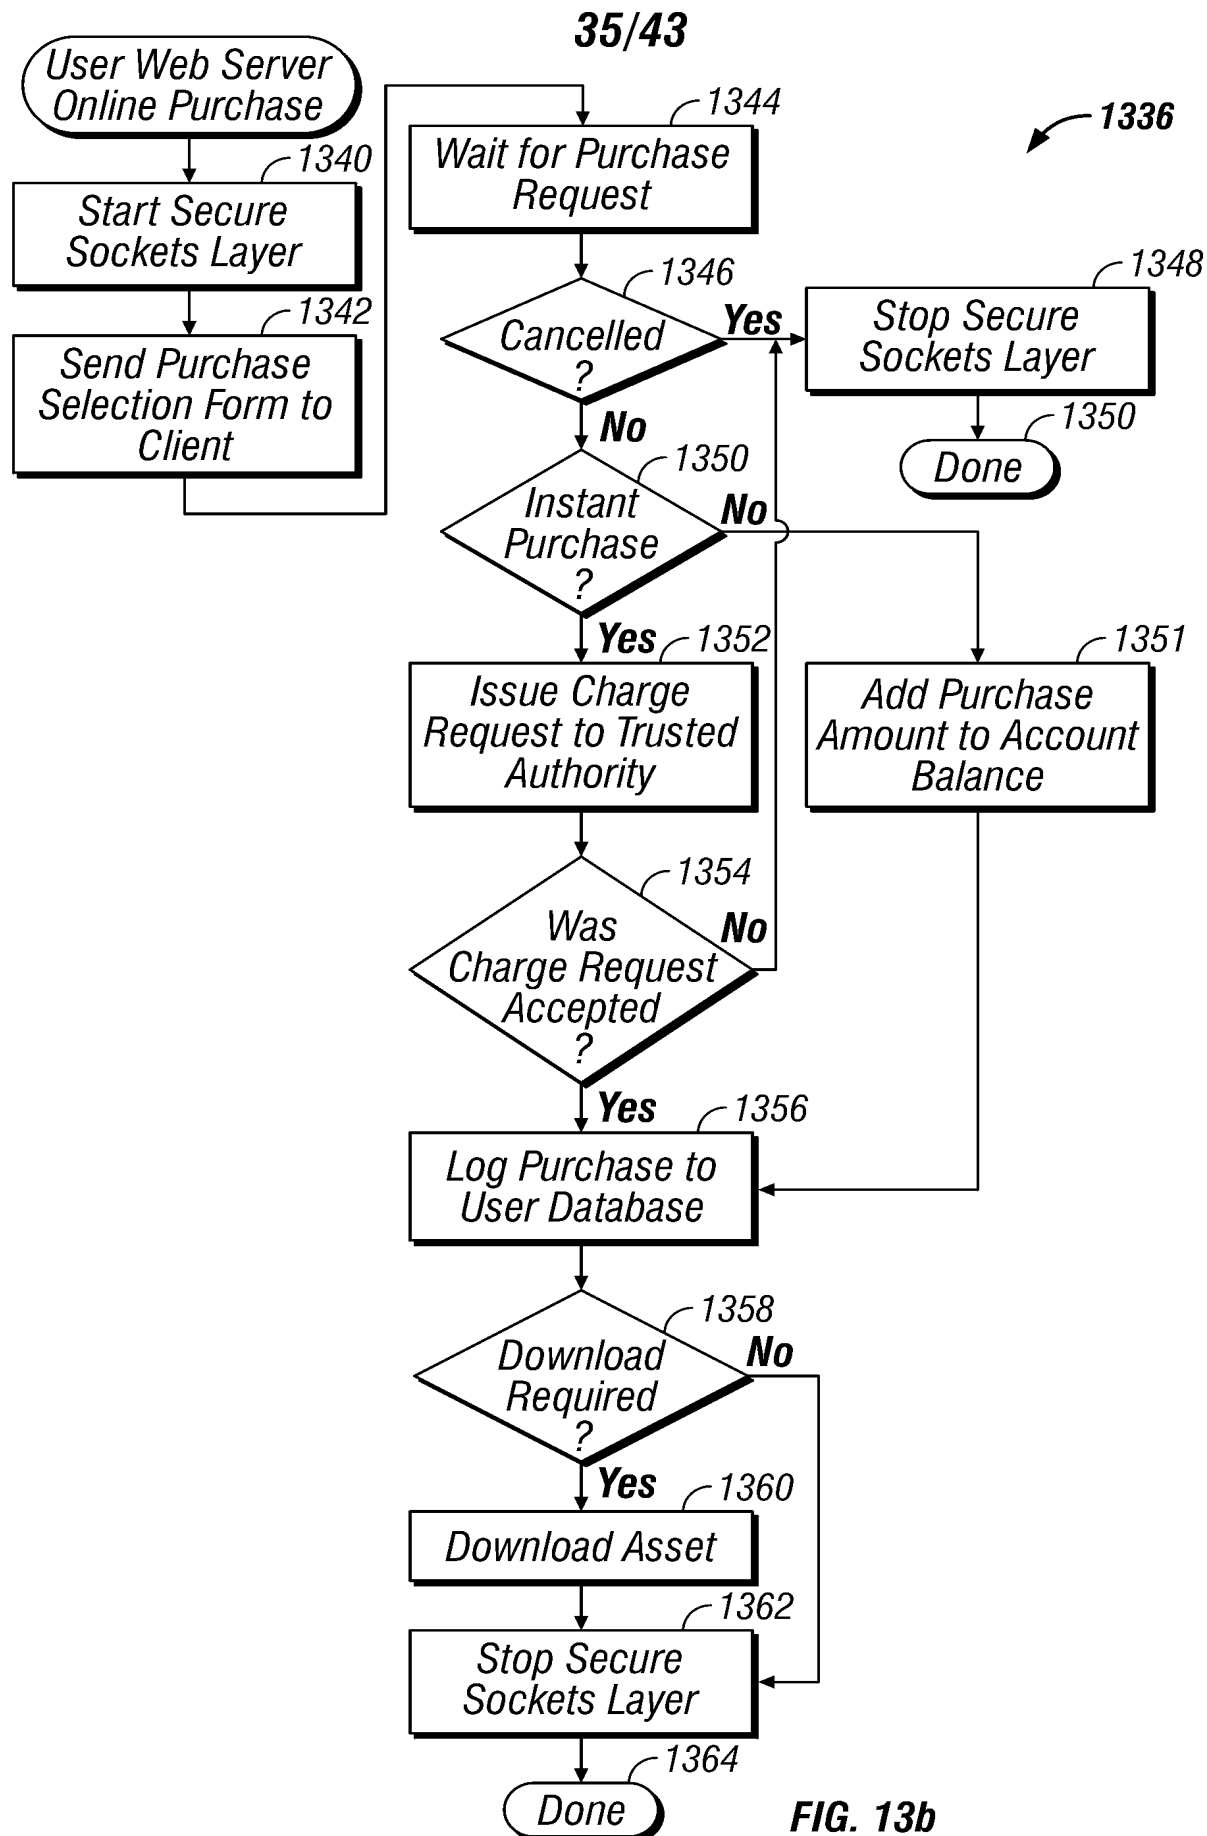 35/43
User Web Server
Online Purchase
1340
Start Secure
Sockets Layer
1342
Send Purchase
Selection Form to
Client
1344
Wait for Purchase
Request
1336
1346
Cancelled
?
Yes
No
1348
Stop Secure
Sockets Layer
1350
Done
1350
Instant
Purchase
?
No
Yes
1352
Issue Charge
Request to Trusted
Authority
1351
Add Purchase
Amount to Account
Balance
1354
Was
Charge Request
Accepted
?
No
Yes
1356
Log Purchase to
User Database
1358
Download
Required
?
No
Yes
1360
Download Asset
1362
Stop Secure
Sockets Layer
1364
Done
FIG. 13b